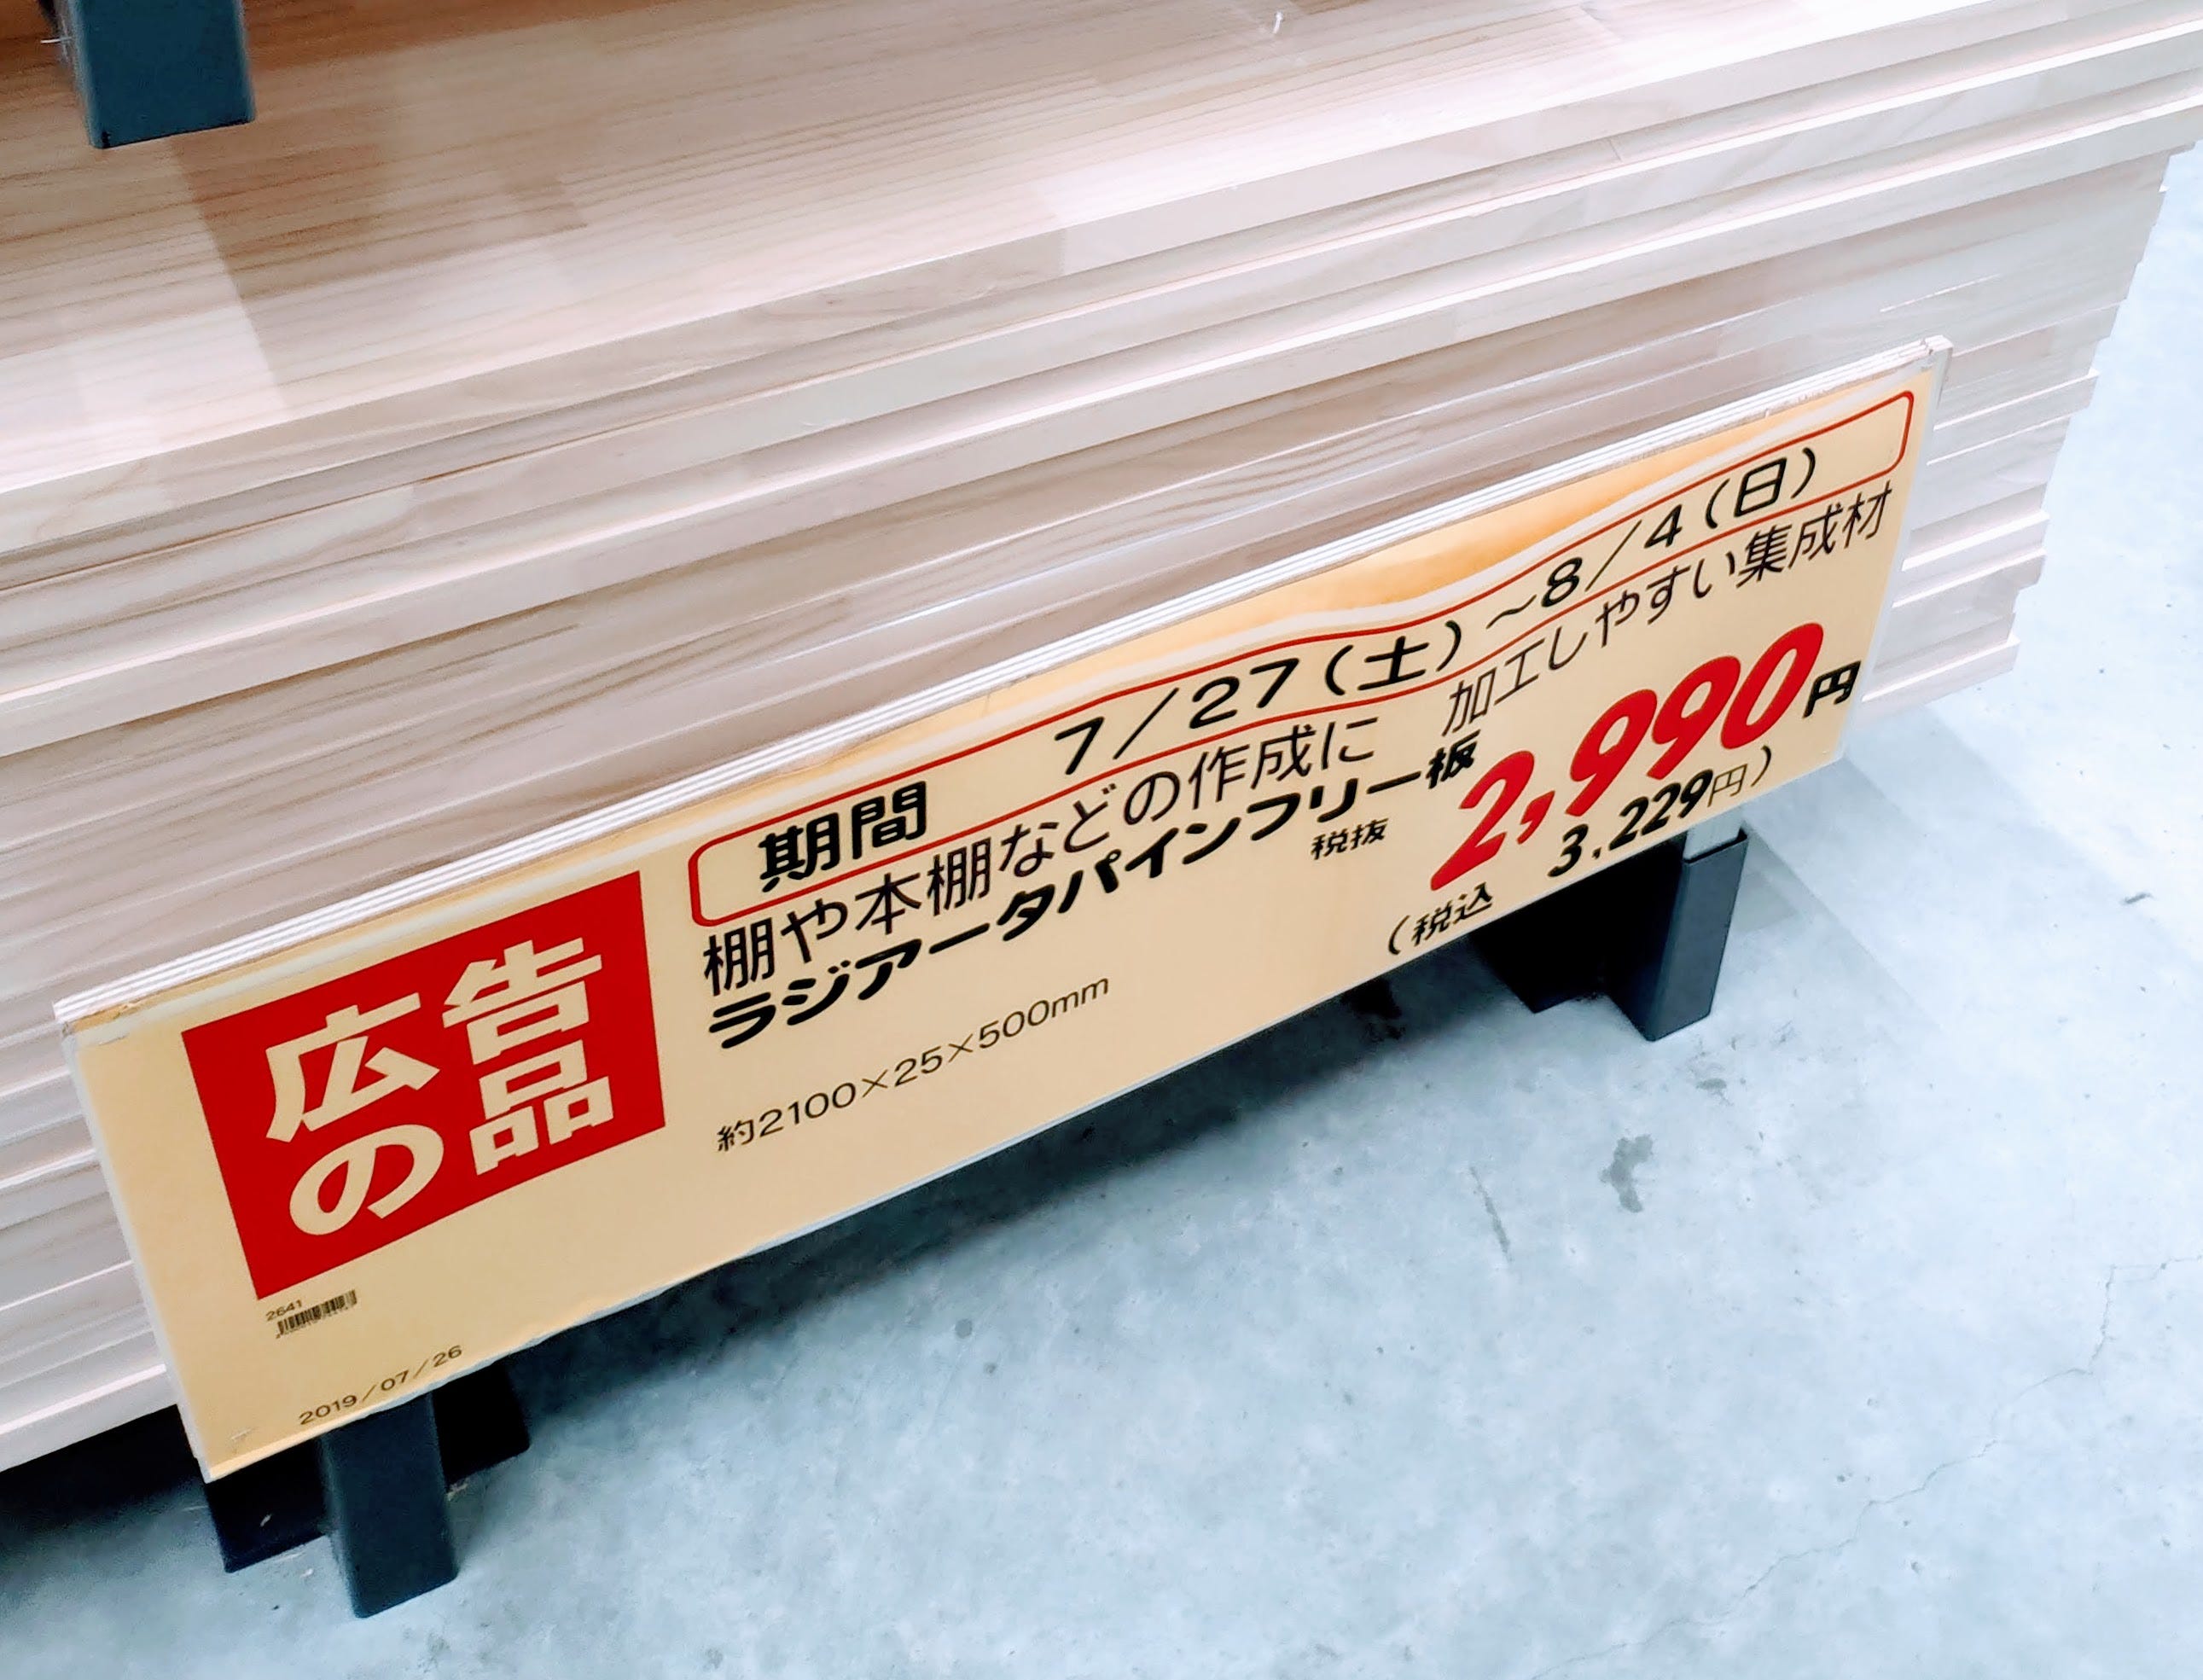 広告
の品
期間 7/27(土)~8/4(日)
棚や本棚などの作成に 加工しやすい集成材
ラジアータパインフリー板
税抜 2,990円
(税込 3,229円)
約2100×25×500mm
2641
2019/07/26